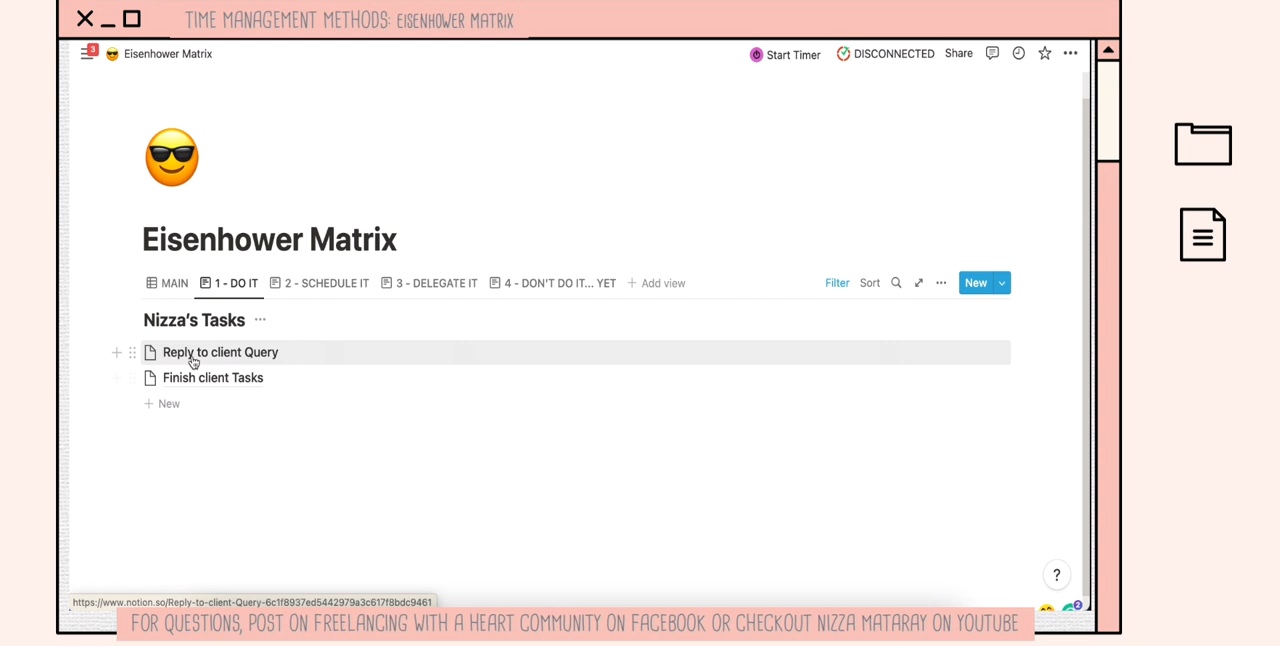 TIME MANAGEMENT METHODS: EISENHOWER MATRIX
3 Eisenhower Matrix Start Timer DISCONNECTED Share
Eisenhower Matrix
MAIN 1 - DO IT 2 - SCHEDULE IT 3 - DELEGATE IT 4 - DON'T DO IT... YET + Add view Filter Sort New
Nizza's Tasks
Reply to client Query
Finish client Tasks
+ New
?
https://www.notion.so/Reply-to-client-Query-6c1f8937ed5442979a3c617f8bdc9461
2
FOR QUESTIONS, POST ON FREELANCING WITH A HEART COMMUNITY ON FACEBOOK OR CHECKOUT NIZZA MATARAY ON YOUTUBE